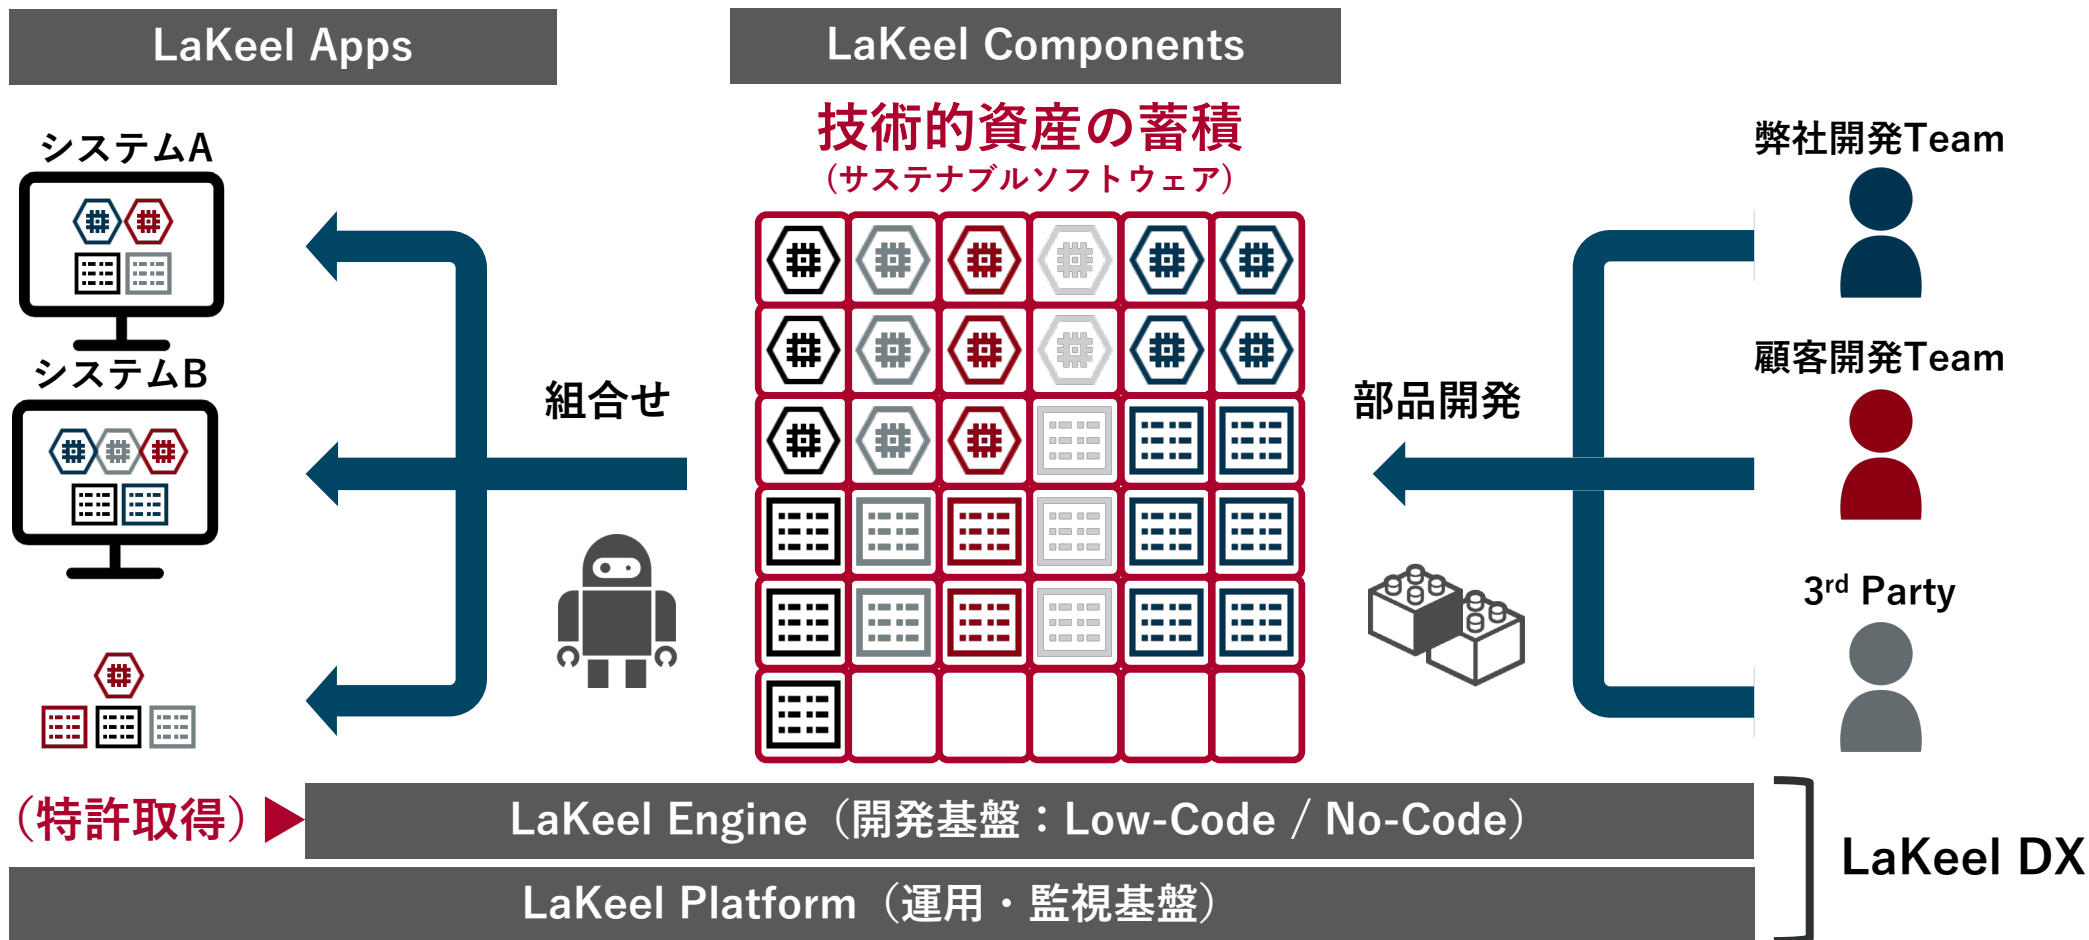 LaKeel Apps
LaKeel Components
技術的資産の蓄積
（サステナブルソフトウェア）
システムA
システムB
組合せ
部品開発
弊社開発Team
顧客開発Team
3rd Party
（特許取得）
LaKeel Engine（開発基盤：Low-Code / No-Code）
LaKeel Platform（運用・監視基盤）
LaKeel DX